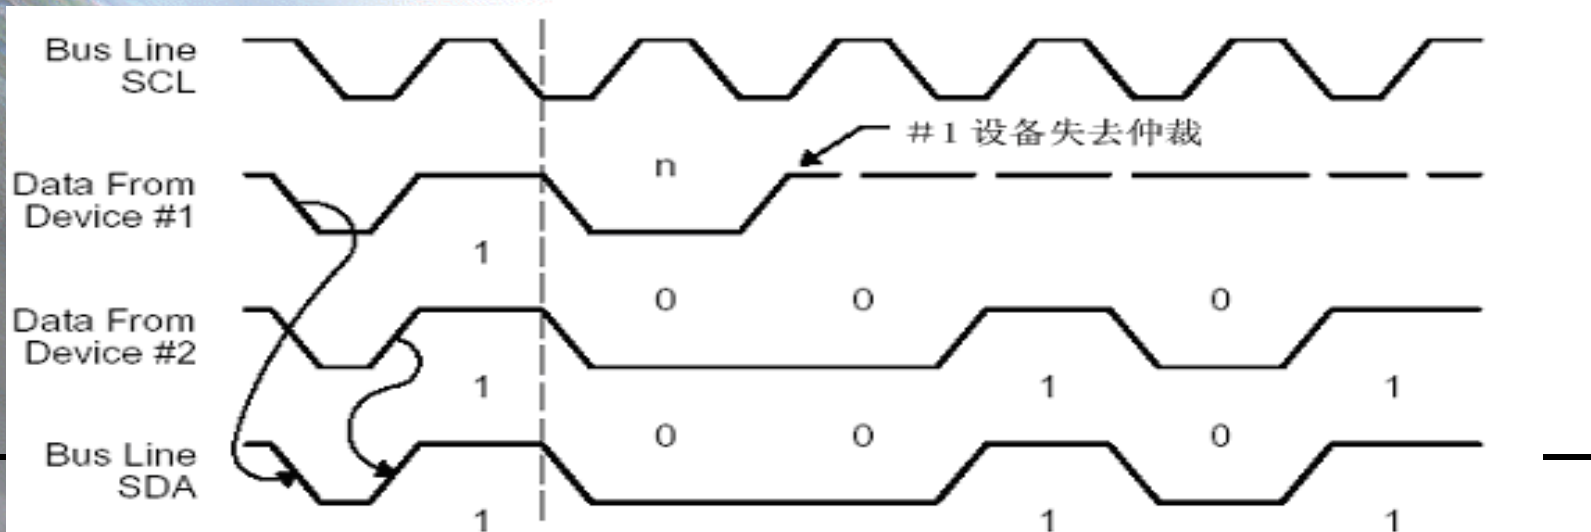 Bus Line
SCL
#1 设备失去仲裁
n
Data From
Device #1
1
0 0 0
Data From
Device #2
1 1 1
0 0 0
Bus Line
SDA
1 1 1